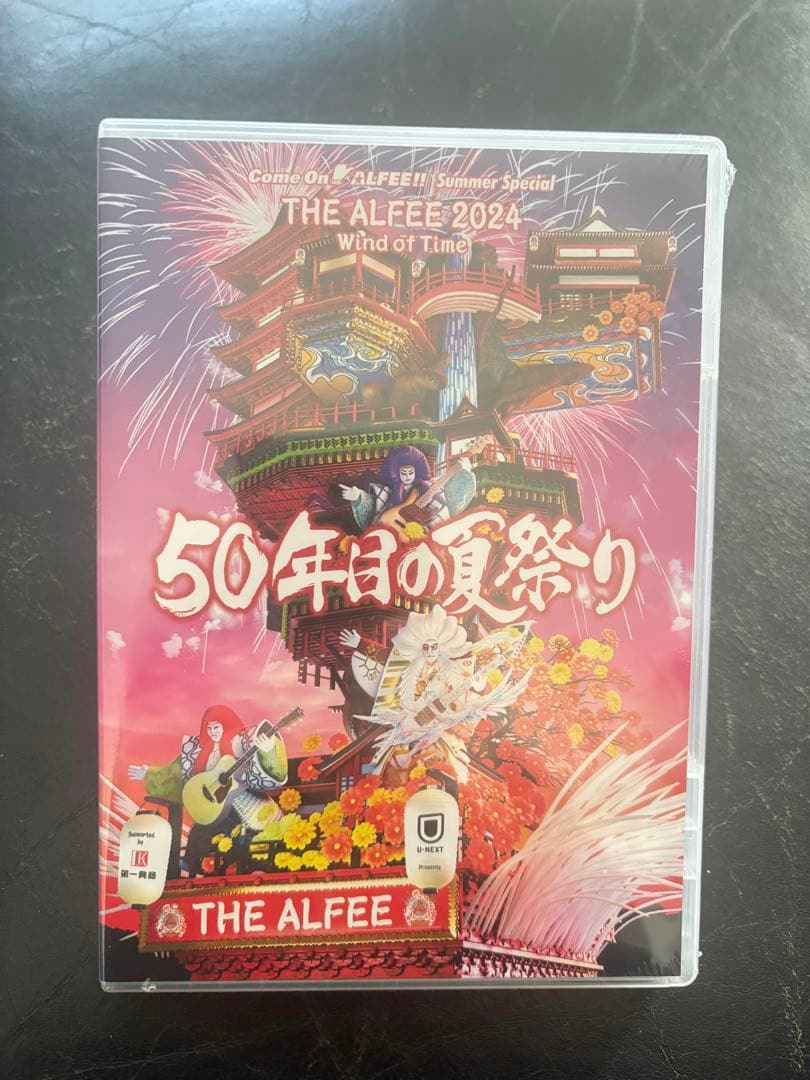 Come On ALFEE!! Summer Special
THE ALFEE 2024
Wind of Time
50年目の夏祭り
Supported
by
第一興商
U-NEXT
Presents
THE ALFEE